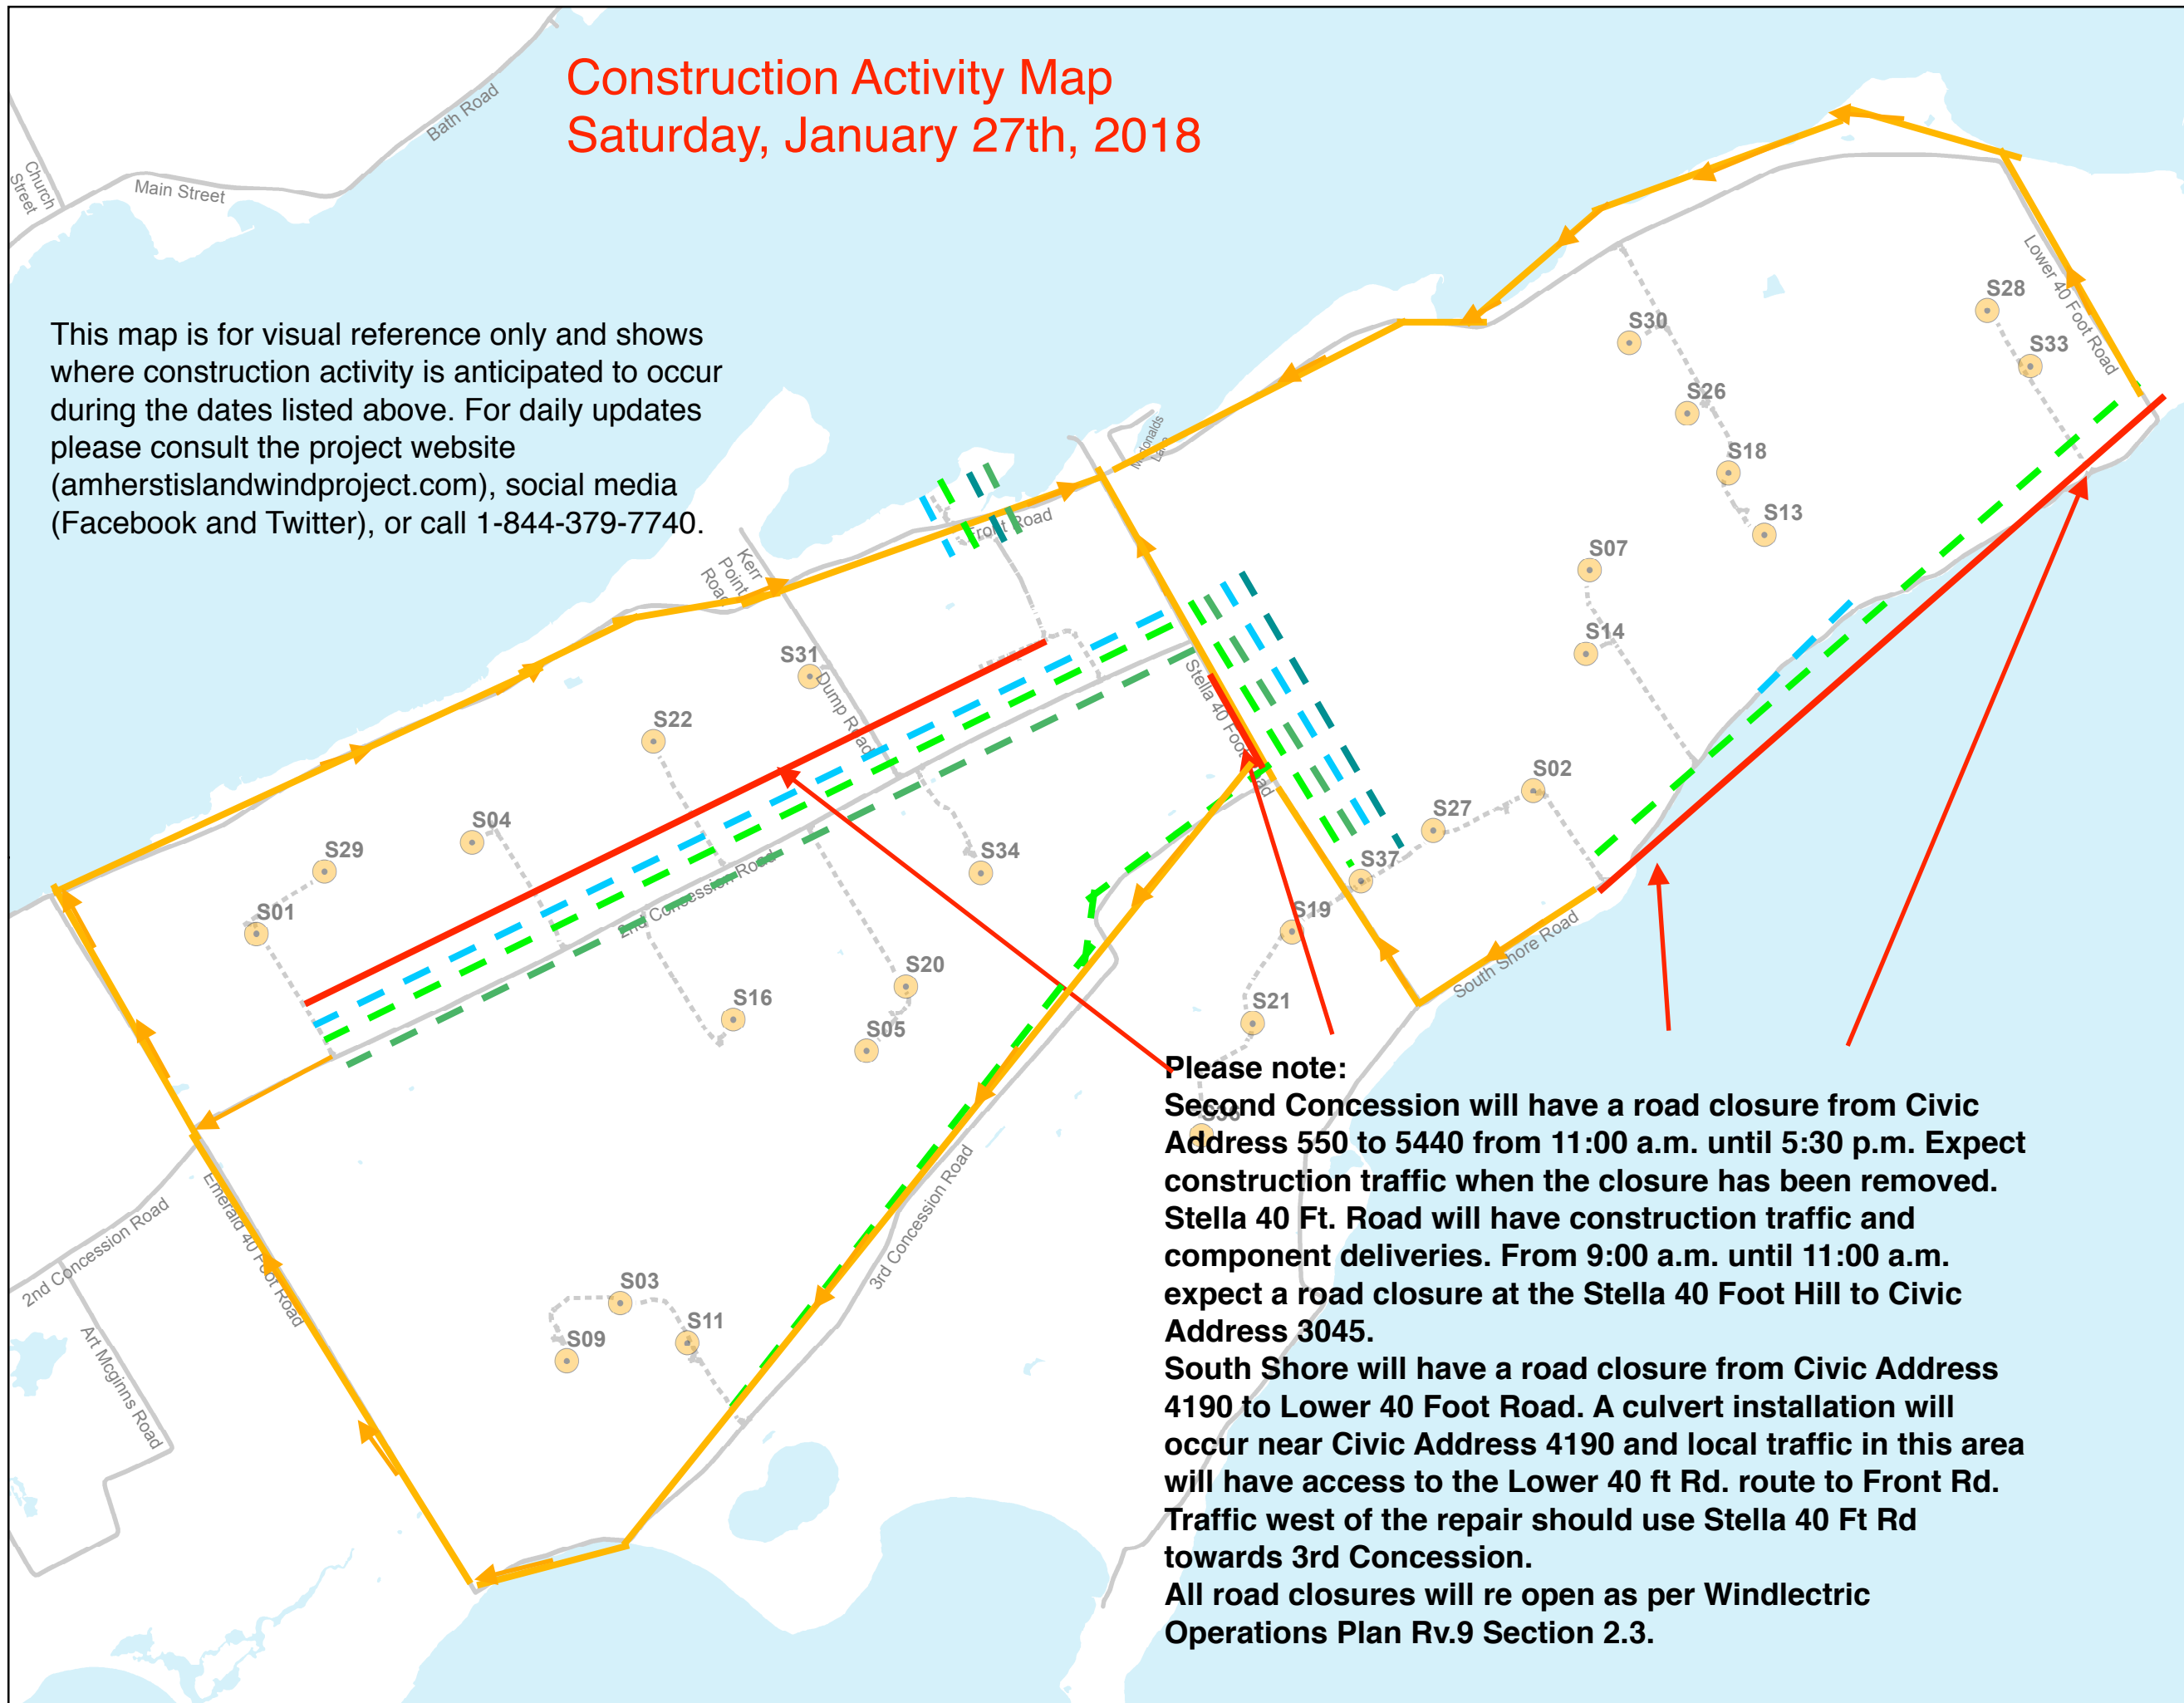 Construction Activity Map
Saturday, January 27th, 2018
Bath Road
Church
Street
Main Street
This map is for visual reference only and shows
where construction activity is anticipated to occur
during the dates listed above. For daily updates
please consult the project website
(amherstislandwindproject.com), social media
(Facebook and Twitter), or call 1-844-379-7740.
Lower 40 Foot Road
S28
S33
S30
S26
S18
S13
S07
S14
S02
S27
S37
S19
S21
S36
Mcdonalds
Lane
Front Road
Kerr
Point
Road
S31
Dump Road
Stella 40 Foot Road
S22
S04
S29
S01
S34
2nd Concession Road
S20
S16
S05
South Shore Road
3rd Concession Road
Emerald 40 Foot Road
2nd Concession Road
Art Mcginns Road
S03
S09
S11
Please note:
Second Concession will have a road closure from Civic
Address 550 to 5440 from 11:00 a.m. until 5:30 p.m. Expect
construction traffic when the closure has been removed.
Stella 40 Ft. Road will have construction traffic and
component deliveries. From 9:00 a.m. until 11:00 a.m.
expect a road closure at the Stella 40 Foot Hill to Civic
Address 3045.
South Shore will have a road closure from Civic Address
4190 to Lower 40 Foot Road. A culvert installation will
occur near Civic Address 4190 and local traffic in this area
will have access to the Lower 40 ft Rd. route to Front Rd.
Traffic west of the repair should use Stella 40 Ft Rd
towards 3rd Concession.
All road closures will re open as per Windlectric
Operations Plan Rv.9 Section 2.3.